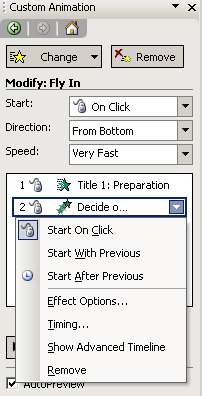 Custom Animation
Change
Remove
Modify: Fly In
Start:
On Click
Direction:
From Bottom
Speed:
Very Fast
1 Title 1: Preparation
2 Decide o...
Start On Click
Start With Previous
Start After Previous
Effect Options...
Timing...
Show Advanced Timeline
Remove
AutoPreview